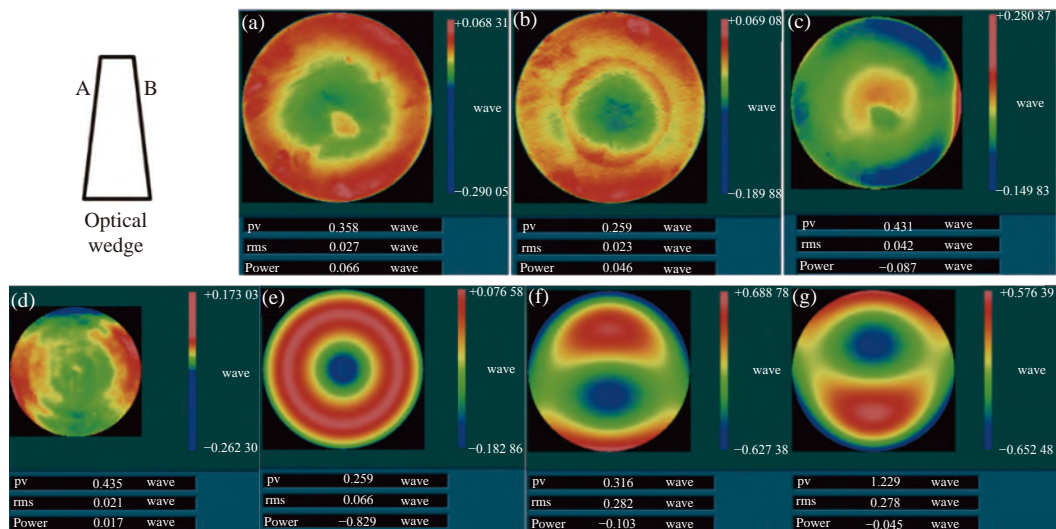 A B
Optical
wedge
(a)
+0.068 31
wave
−0.290 05
pv 0.358 wave
rms 0.027 wave
Power 0.066 wave
(b)
+0.069 08
wave
−0.189 88
pv 0.259 wave
rms 0.023 wave
Power 0.046 wave
(c)
+0.280 87
wave
−0.149 83
pv 0.431 wave
rms 0.042 wave
Power −0.087 wave
(d)
+0.173 03
wave
−0.262 30
pv 0.435 wave
rms 0.021 wave
Power 0.017 wave
(e)
+0.076 58
wave
−0.182 86
pv 0.259 wave
rms 0.066 wave
Power −0.829 wave
(f)
+0.688 78
wave
−0.627 38
pv 0.316 wave
rms 0.282 wave
Power −0.103 wave
(g)
+0.576 39
wave
−0.652 48
pv 1.229 wave
rms 0.278 wave
Power −0.045 wave